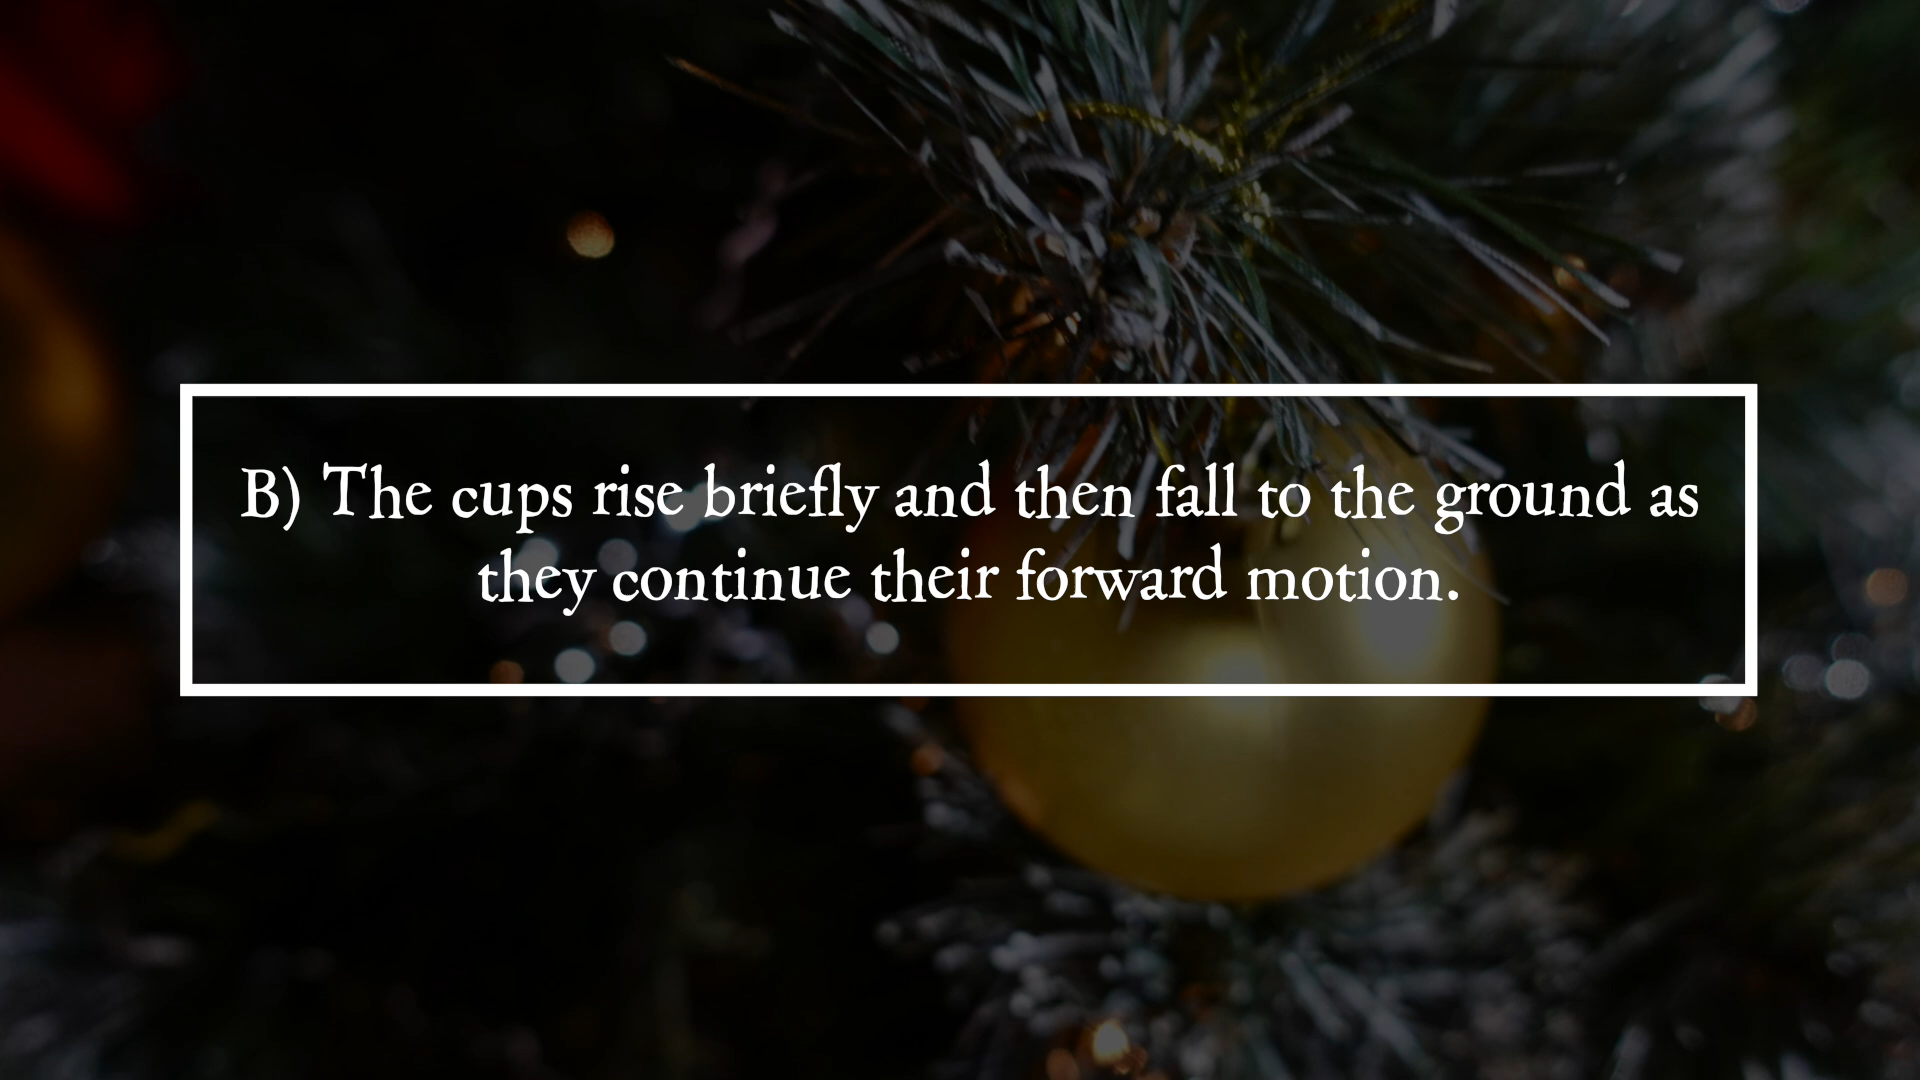 B) The cups rise briefly and then fall to the ground as
they continue their forward motion.